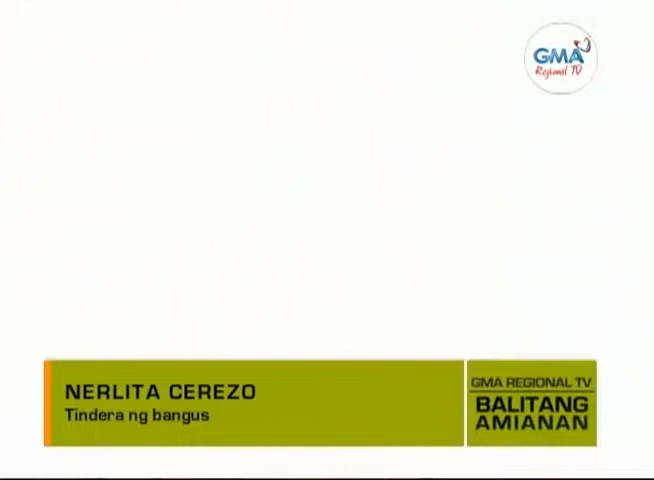 GMA
Regional TV
NERLITA CEREZO
Tindera ng bangus
GMA REGIONAL TV
BALITANG
AMIANAN